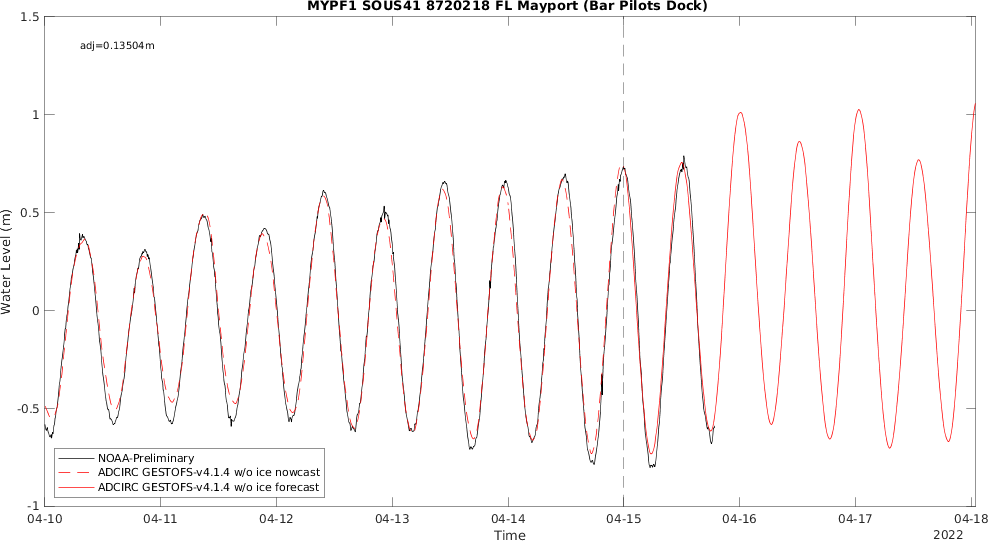 MYPF1 SOUS41 8720218 FL Mayport (Bar Pilots Dock)
adj=0.13504m
1.5
1
0.5
0
-0.5
-1
Water Level (m)
NOAA-Preliminary
ADCIRC GESTOFS-v4.1.4 w/o ice nowcast
ADCIRC GESTOFS-v4.1.4 w/o ice forecast
04-10 04-11 04-12 04-13 04-14 04-15 04-16 04-17 04-18
Time
2022